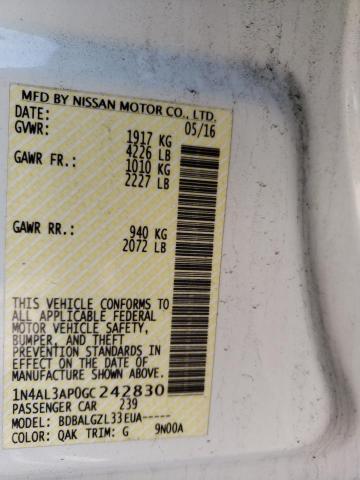 MFD BY NISSAN MOTOR CO., LTD.
DATE: 05/16
GVWR: 1917 KG
4226 LB
GAWR FR.: 1010 KG
2227 LB
GAWR RR.: 940 KG
2072 LB
THIS VEHICLE CONFORMS TO
ALL APPLICABLE FEDERAL
MOTOR VEHICLE SAFETY,
BUMPER, AND THEFT
PREVENTION STANDARDS IN
EFFECT ON THE DATE OF
MANUFACTURE SHOWN ABOVE.
1N4AL3AP0GC242830
PASSENGER CAR 239
MODEL: BDBALGZL33EUA-----
COLOR: QAK TRIM: G 9N00A